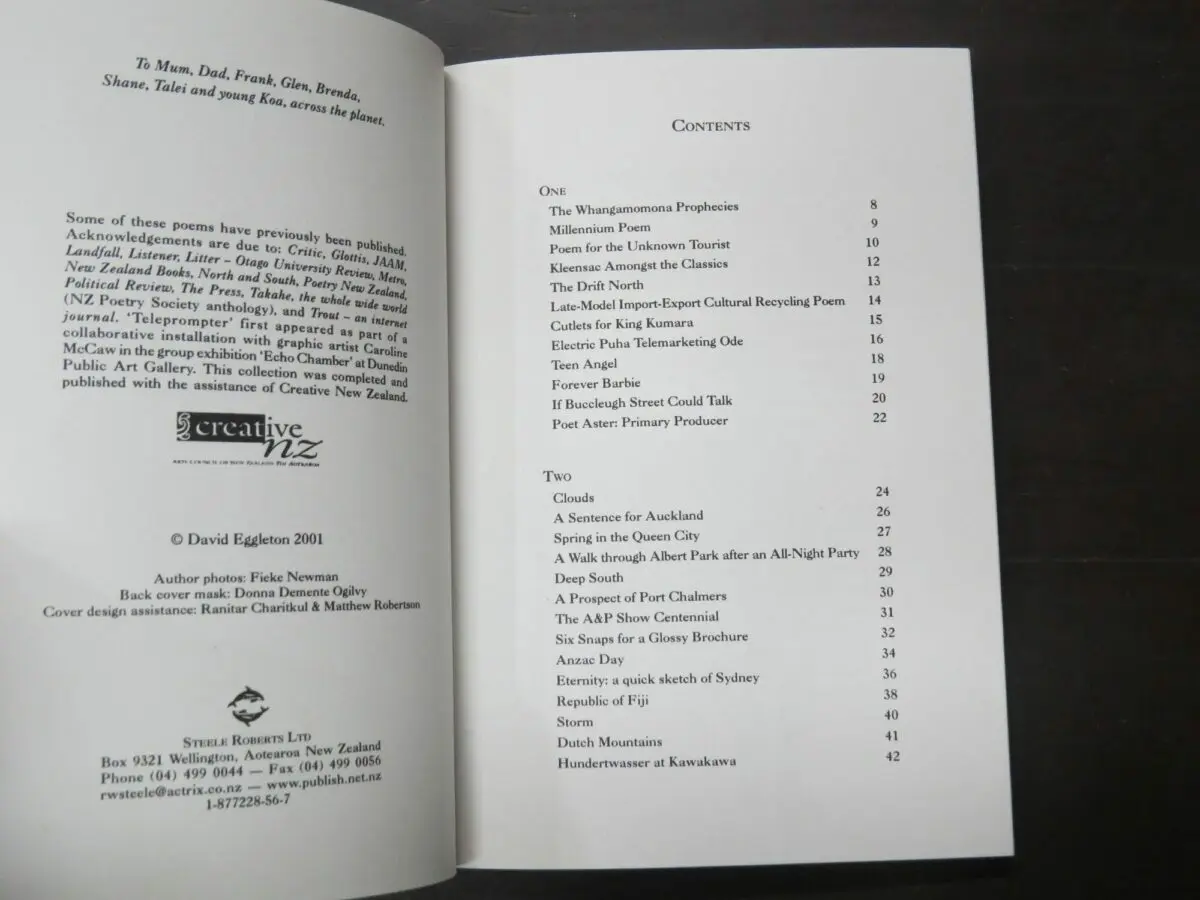 To Mum, Dad, Frank, Glen, Brenda,
Shane, Talei and young Koa, across the planet.
Some of these poems have previously been published.
Acknowledgements are due to: Critic, Glottis, JAAM,
Landfall, Listener, Litter – Otago University Review, Metro,
New Zealand Books, North and South, Poetry New Zealand,
Political Review, The Press, Takahe, the whole wide world
(NZ Poetry Society anthology), and Trout – an internet
journal. ‘Teleprompter’ first appeared as part of a
collaborative installation with graphic artist Caroline
McCaw in the group exhibition ‘Echo Chamber’ at Dunedin
Public Art Gallery. This collection was completed and
published with the assistance of Creative New Zealand.
creative
nz
ARTS COUNCIL OF NEW ZEALAND TOI AOTEAROA
© David Eggleton 2001
Author photos: Fieke Newman
Back cover mask: Donna Demente Ogilvy
Cover design assistance: Ranitar Charitkul & Matthew Robertson
STEELE ROBERTS LTD
Box 9321 Wellington, Aotearoa New Zealand
Phone (04) 499 0044 — Fax (04) 499 0056
rwsteele@actrix.co.nz — www.publish.net.nz
1-877228-56-7
CONTENTS
ONE
The Whangamomona Prophecies 8
Millennium Poem 9
Poem for the Unknown Tourist 10
Kleensac Amongst the Classics 12
The Drift North 13
Late-Model Import-Export Cultural Recycling Poem 14
Cutlets for King Kumara 15
Electric Puha Telemarketing Ode 16
Teen Angel 18
Forever Barbie 19
If Buccleugh Street Could Talk 20
Poet Aster: Primary Producer 22
TWO
Clouds 24
A Sentence for Auckland 26
Spring in the Queen City 27
A Walk through Albert Park after an All-Night Party 28
Deep South 29
A Prospect of Port Chalmers 30
The A&P Show Centennial 31
Six Snaps for a Glossy Brochure 32
Anzac Day 34
Eternity: a quick sketch of Sydney 36
Republic of Fiji 38
Storm 40
Dutch Mountains 41
Hundertwasser at Kawakawa 42